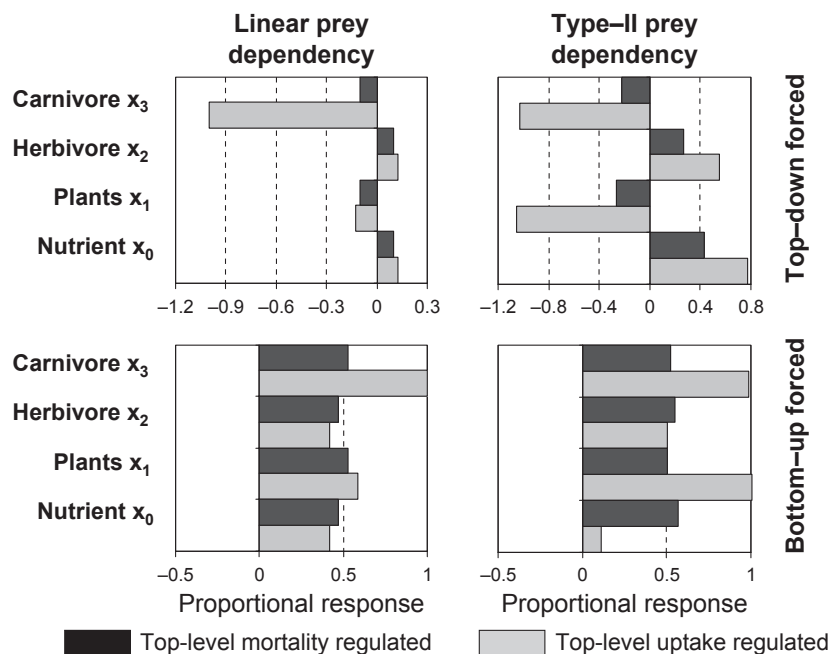 Linear prey
dependency
Type–II prey
dependency
Carnivore x3
Herbivore x2
Plants x1
Nutrient x0
Top–down forced
–1.2 –0.9 –0.6 –0.3 0 0.3
–1.2 –0.8 –0.4 0 0.4 0.8
Carnivore x3
Herbivore x2
Plants x1
Nutrient x0
Bottom–up forced
–0.5 0 0.5 1
–0.5 0 0.5 1
Proportional response
Proportional response
Top-level mortality regulated
Top-level uptake regulated